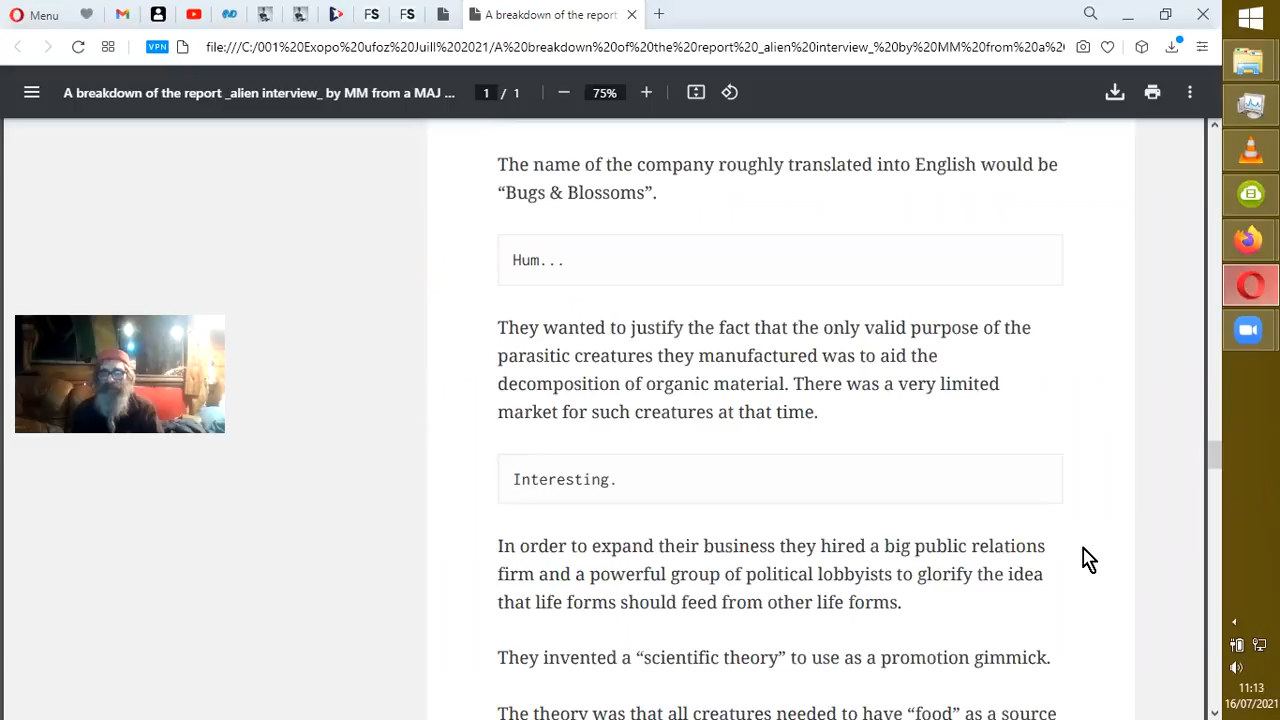 Menu
FS
FS
A breakdown of the report
VPN
file:///C:/001%20Exopo%20ufoz%20Juill%202021/A%20breakdown%20of%20the%20report%20_alien%20interview_%20by%20MM%20from%20a%2(
A breakdown of the report _alien interview_ by MM from a MAJ ...
1 / 1
75%
The name of the company roughly translated into English would be
“Bugs & Blossoms”.
Hum...
They wanted to justify the fact that the only valid purpose of the
parasitic creatures they manufactured was to aid the
decomposition of organic material. There was a very limited
market for such creatures at that time.
Interesting.
In order to expand their business they hired a big public relations
firm and a powerful group of political lobbyists to glorify the idea
that life forms should feed from other life forms.
They invented a “scientific theory” to use as a promotion gimmick.
The theory was that all creatures needed to have “food” as a source
11:13
16/07/2021